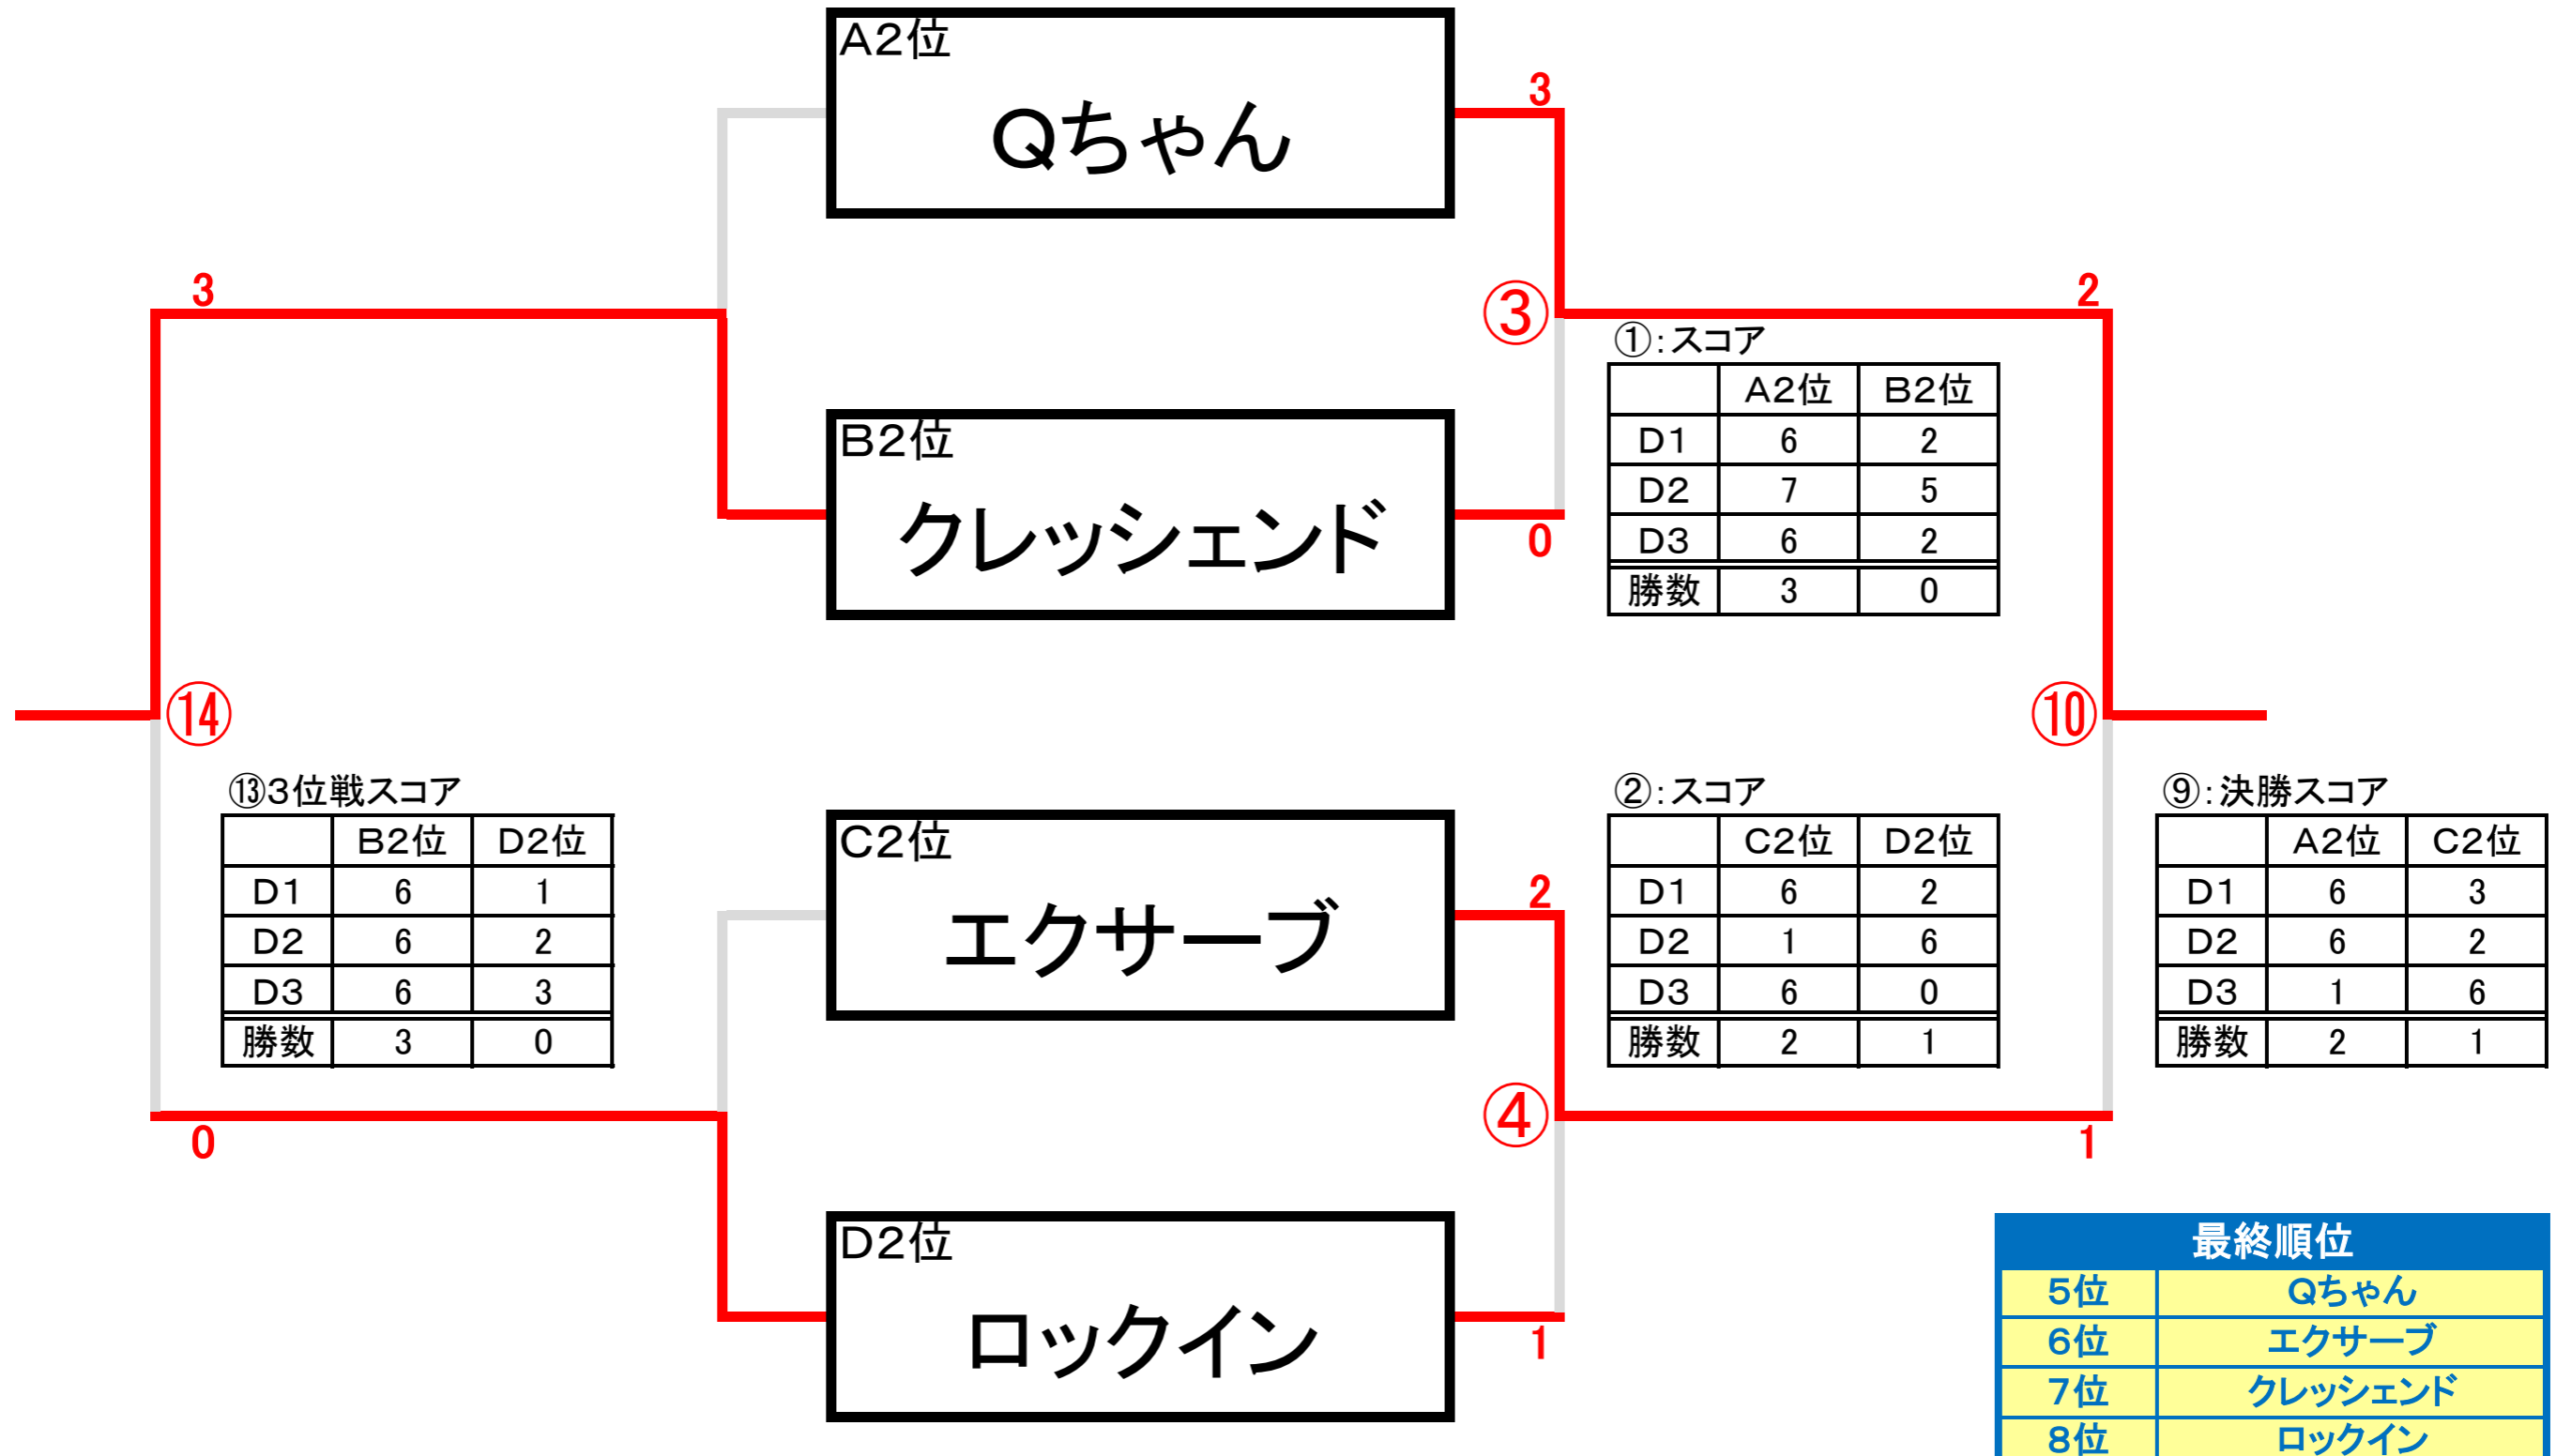 A2位
Qちゃん
3
3
③
2
①:スコア
A2位 B2位
D1 6 2
D2 7 5
D3 6 2
勝数 3 0
B2位
クレッシェンド
0
⑭
⑩
⑬3位戦スコア
B2位 D2位
D1 6 1
D2 6 2
D3 6 3
勝数 3 0
C2位
エクサーブ
2
②:スコア
C2位 D2位
D1 6 2
D2 1 6
D3 6 0
勝数 2 1
⑨:決勝スコア
A2位 C2位
D1 6 3
D2 6 2
D3 1 6
勝数 2 1
④
0
1
D2位
ロックイン
1
最終順位
5位 Qちゃん
6位 エクサーブ
7位 クレッシェンド
8位 ロックイン